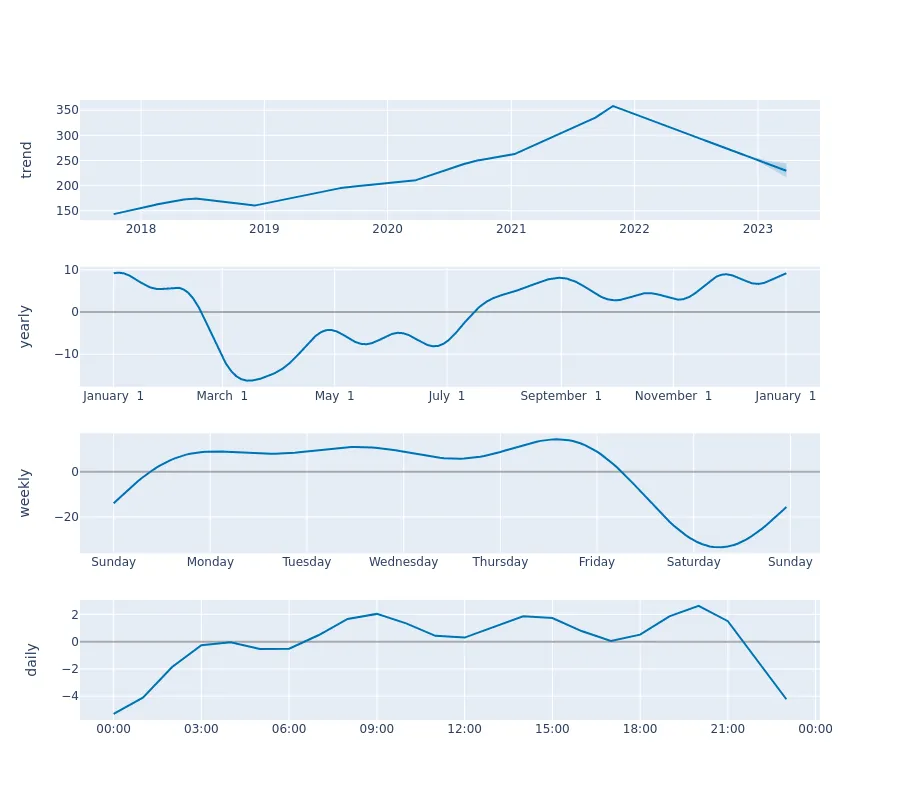 trend
350
300
250
200
150
2018 2019 2020 2021 2022 2023
yearly
10
0
−10
January 1 March 1 May 1 July 1 September 1 November 1 January 1
weekly
0
−20
Sunday Monday Tuesday Wednesday Thursday Friday Saturday Sunday
daily
2
0
−2
−4
00:00 03:00 06:00 09:00 12:00 15:00 18:00 21:00 00:00